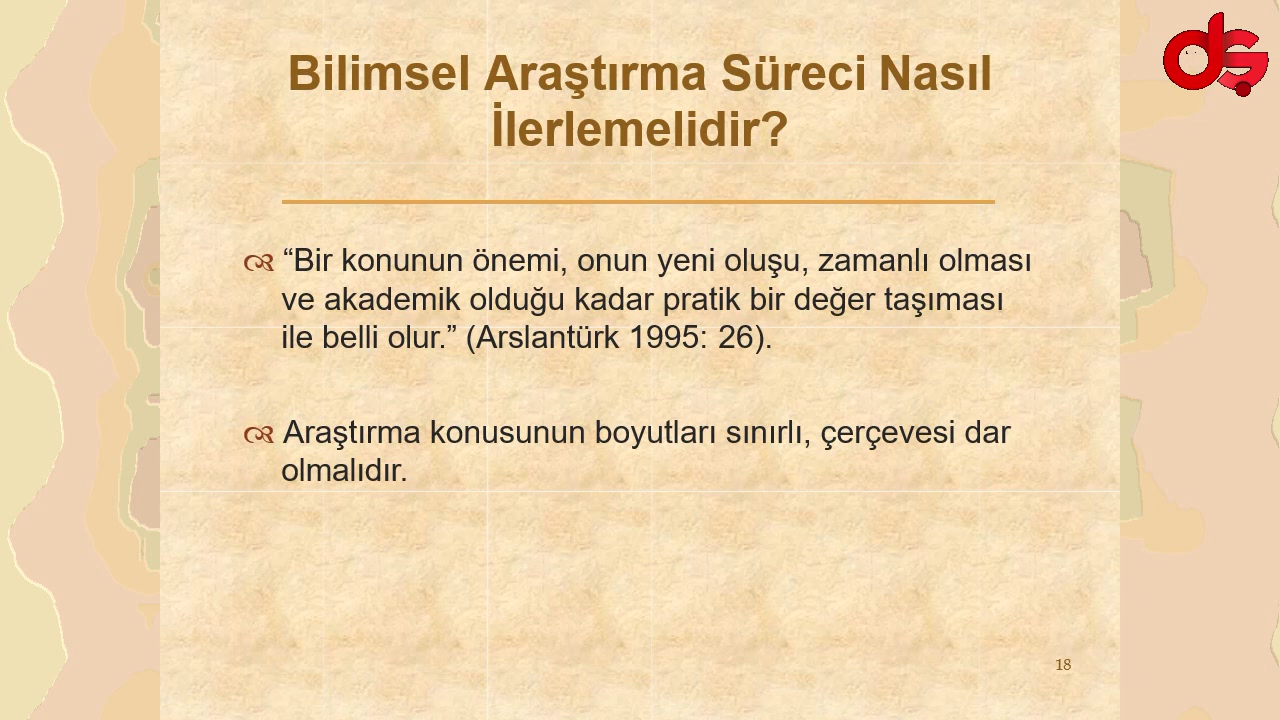 Bilimsel Araştırma Süreci Nasıl
İlerlemelidir?
“Bir konunun önemi, onun yeni oluşu, zamanlı olması
ve akademik olduğu kadar pratik bir değer taşıması
ile belli olur.” (Arslantürk 1995: 26).
Araştırma konusunun boyutları sınırlı, çerçevesi dar
olmalıdır.
18